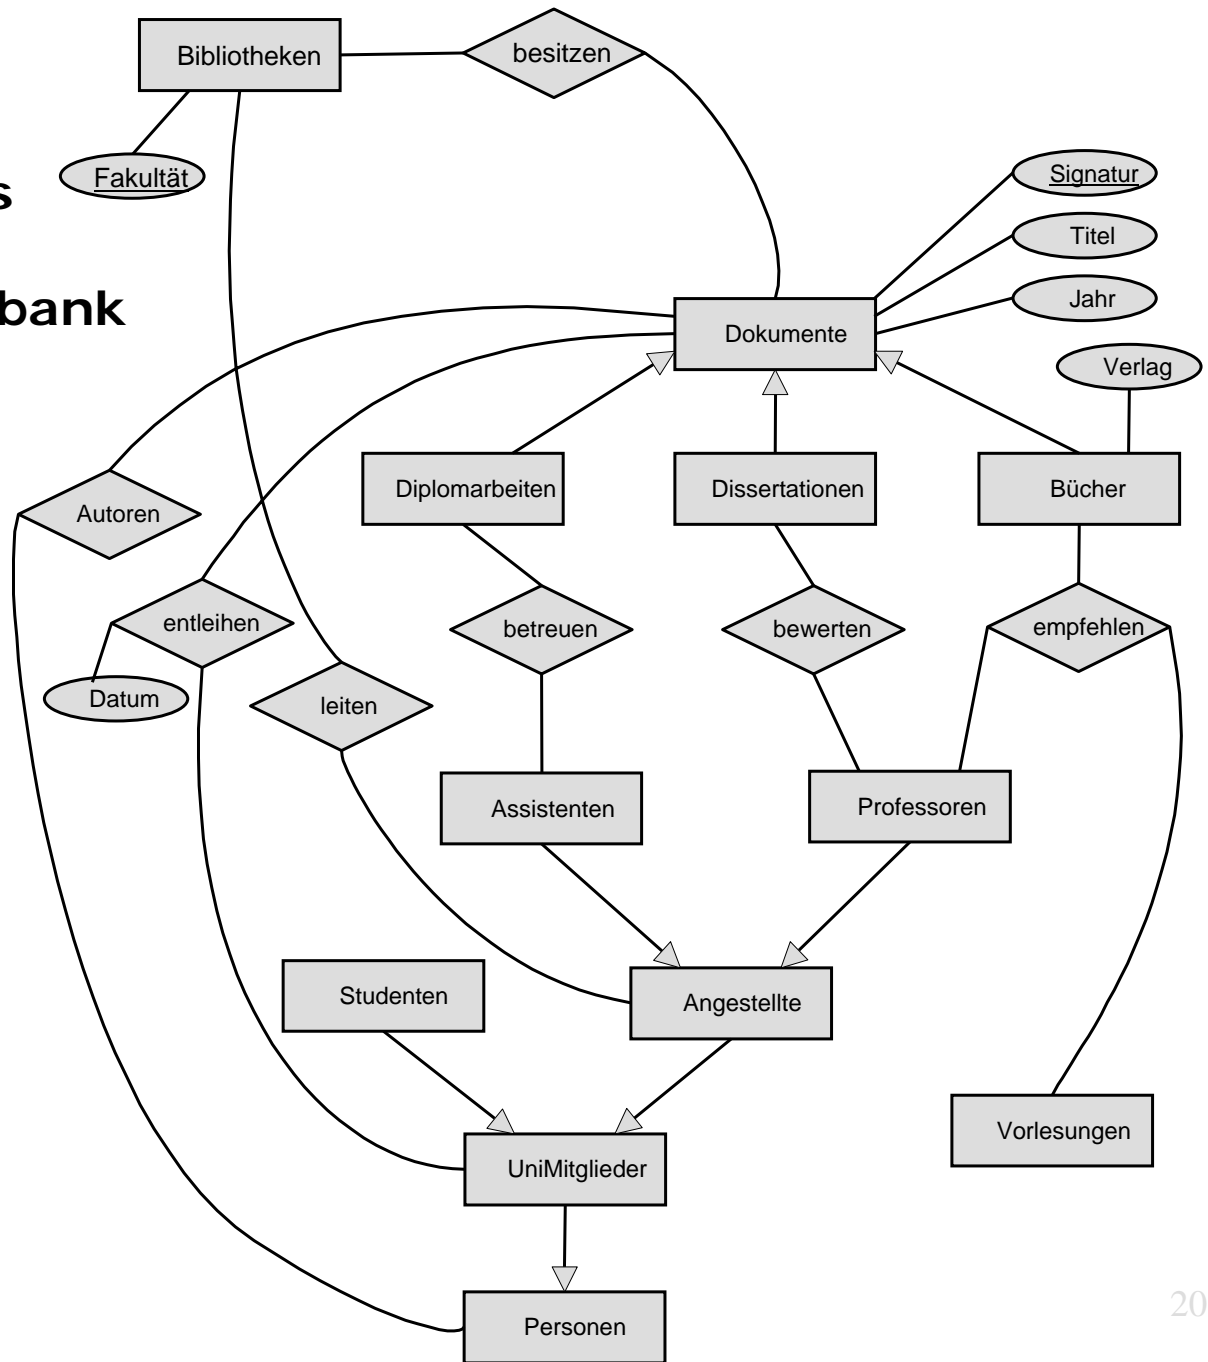 Bibliotheken
besitzen
Fakultät
s
bank
Signatur
Titel
Jahr
Dokumente
Verlag
Diplomarbeiten
Dissertationen
Bücher
Autoren
entleihen
betreuen
bewerten
empfehlen
Datum
leiten
Assistenten
Professoren
Studenten
Angestellte
Vorlesungen
UniMitglieder
Personen
20